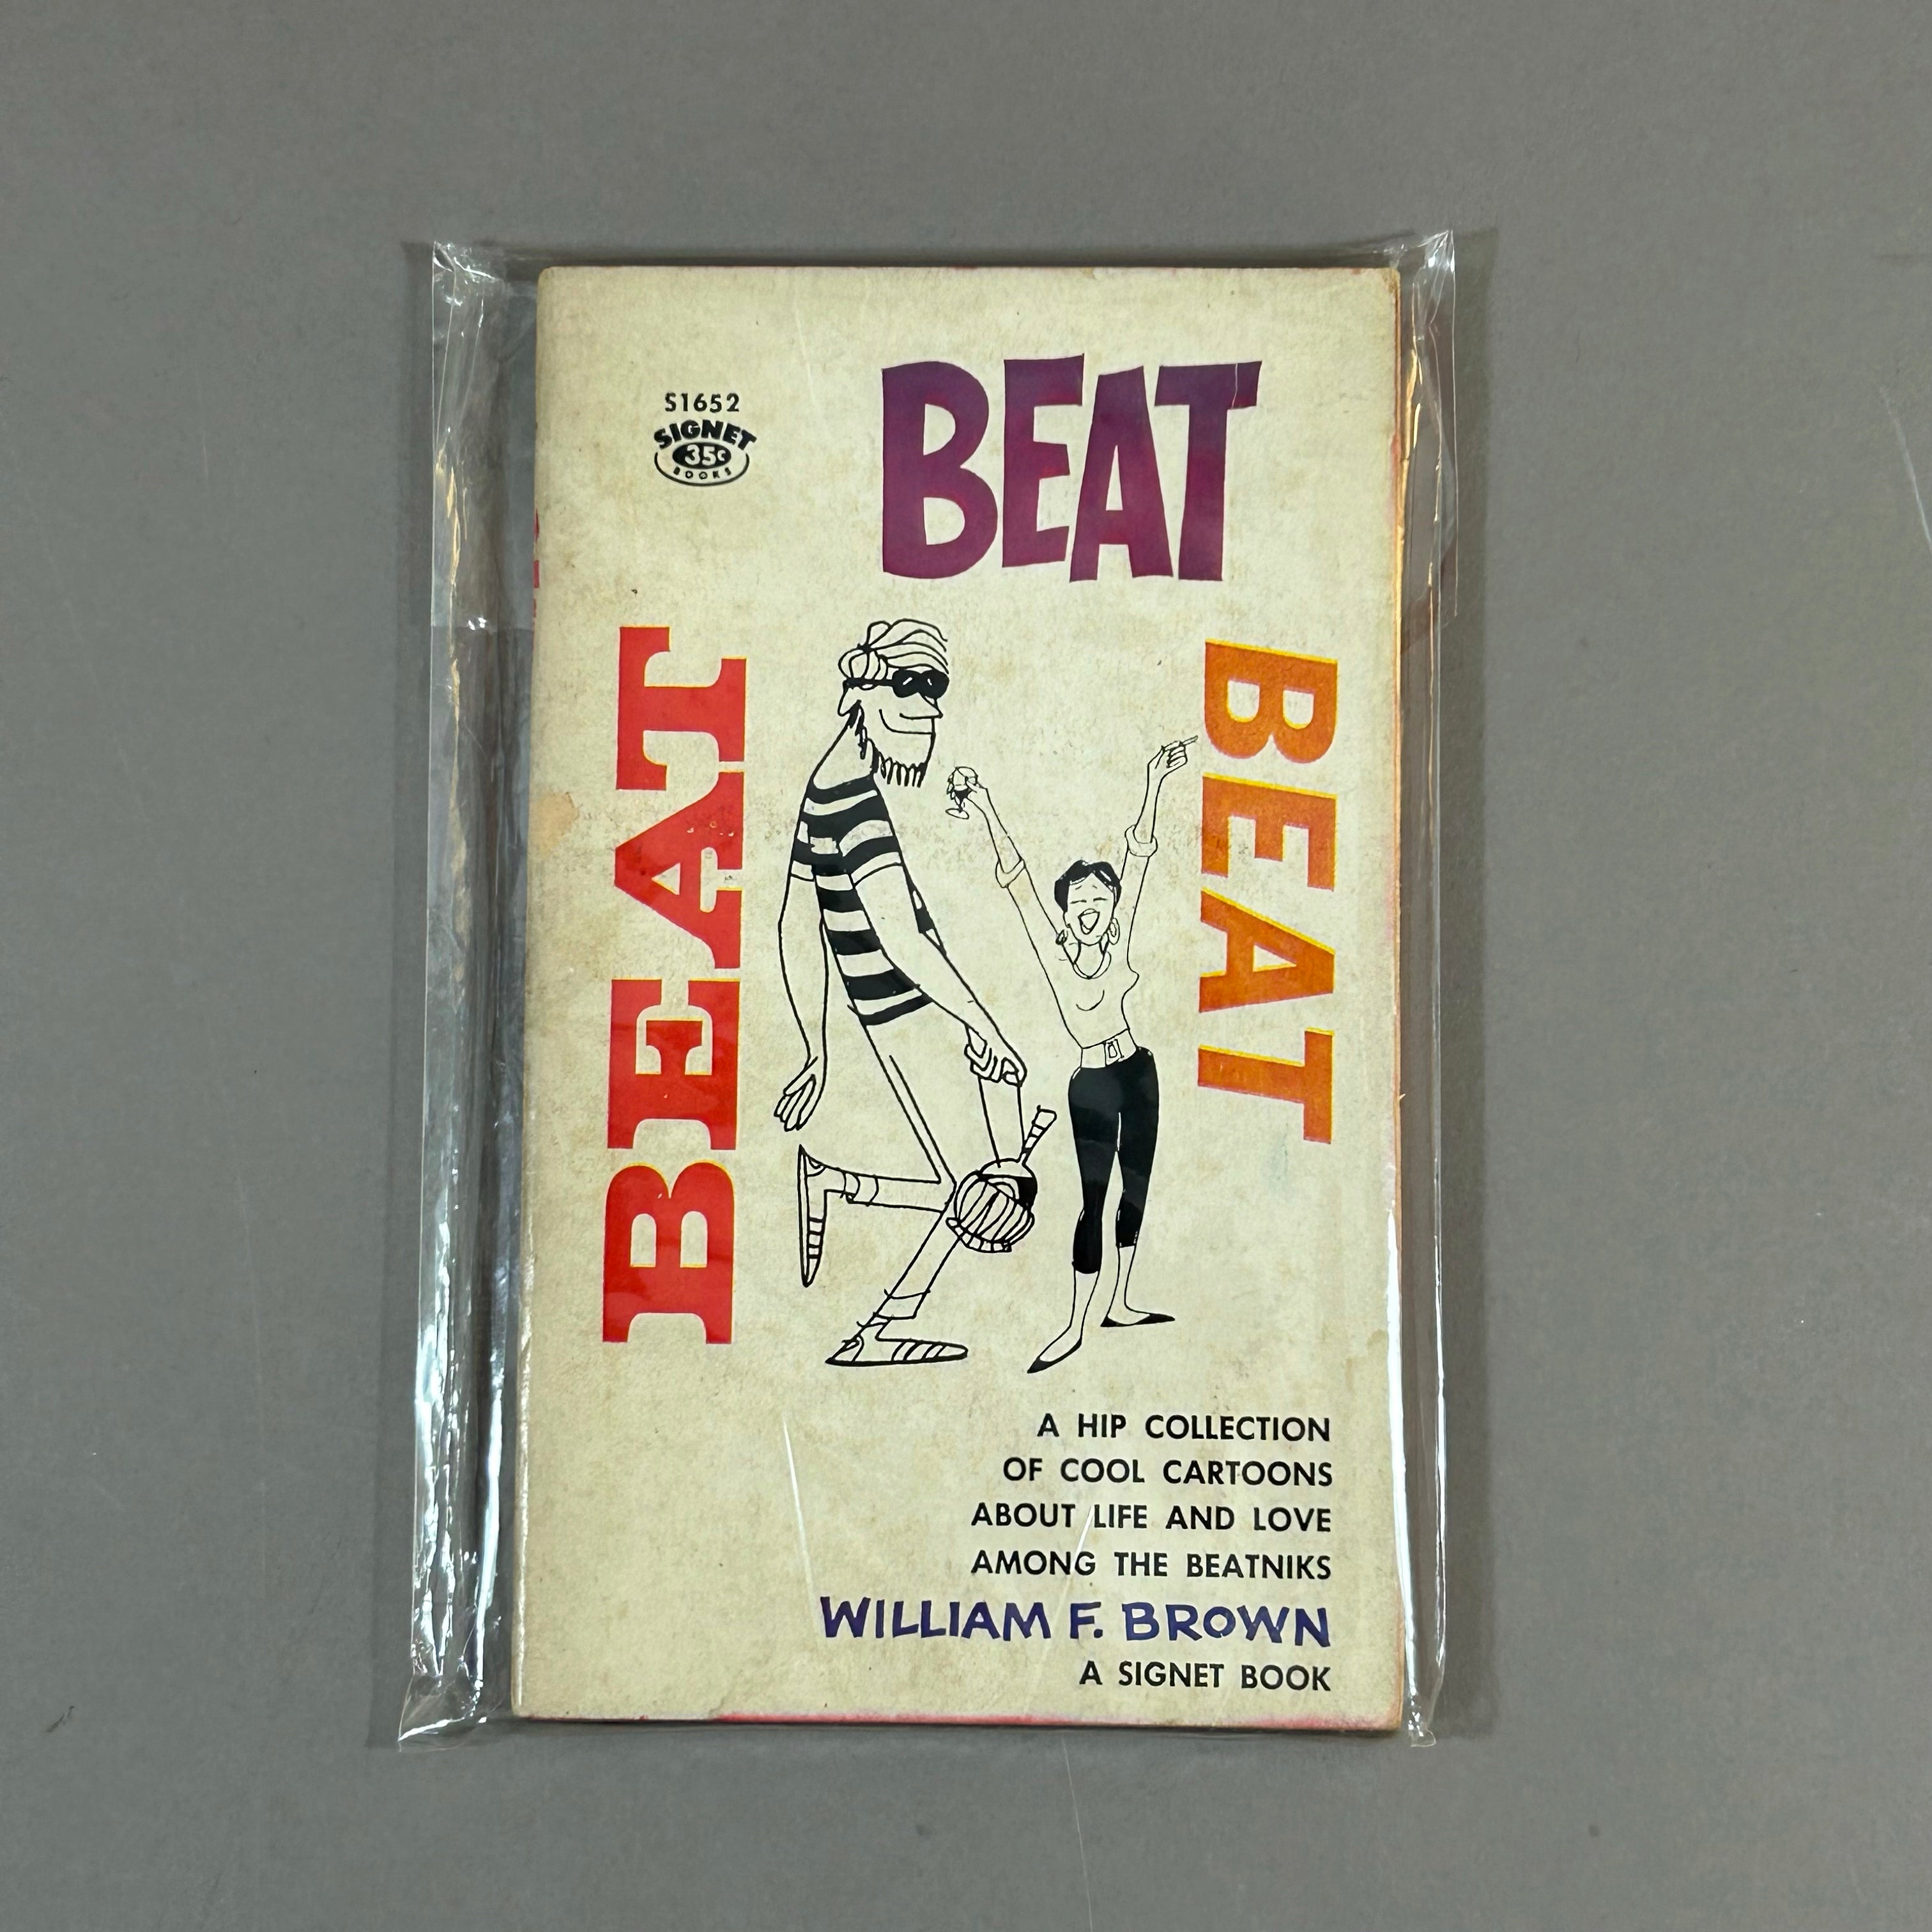 S1652
SIGNET
35¢
BOOKS
BEAT
BEAT
BEAT
A HIP COLLECTION
OF COOL CARTOONS
ABOUT LIFE AND LOVE
AMONG THE BEATNIKS
WILLIAM F. BROWN
A SIGNET BOOK